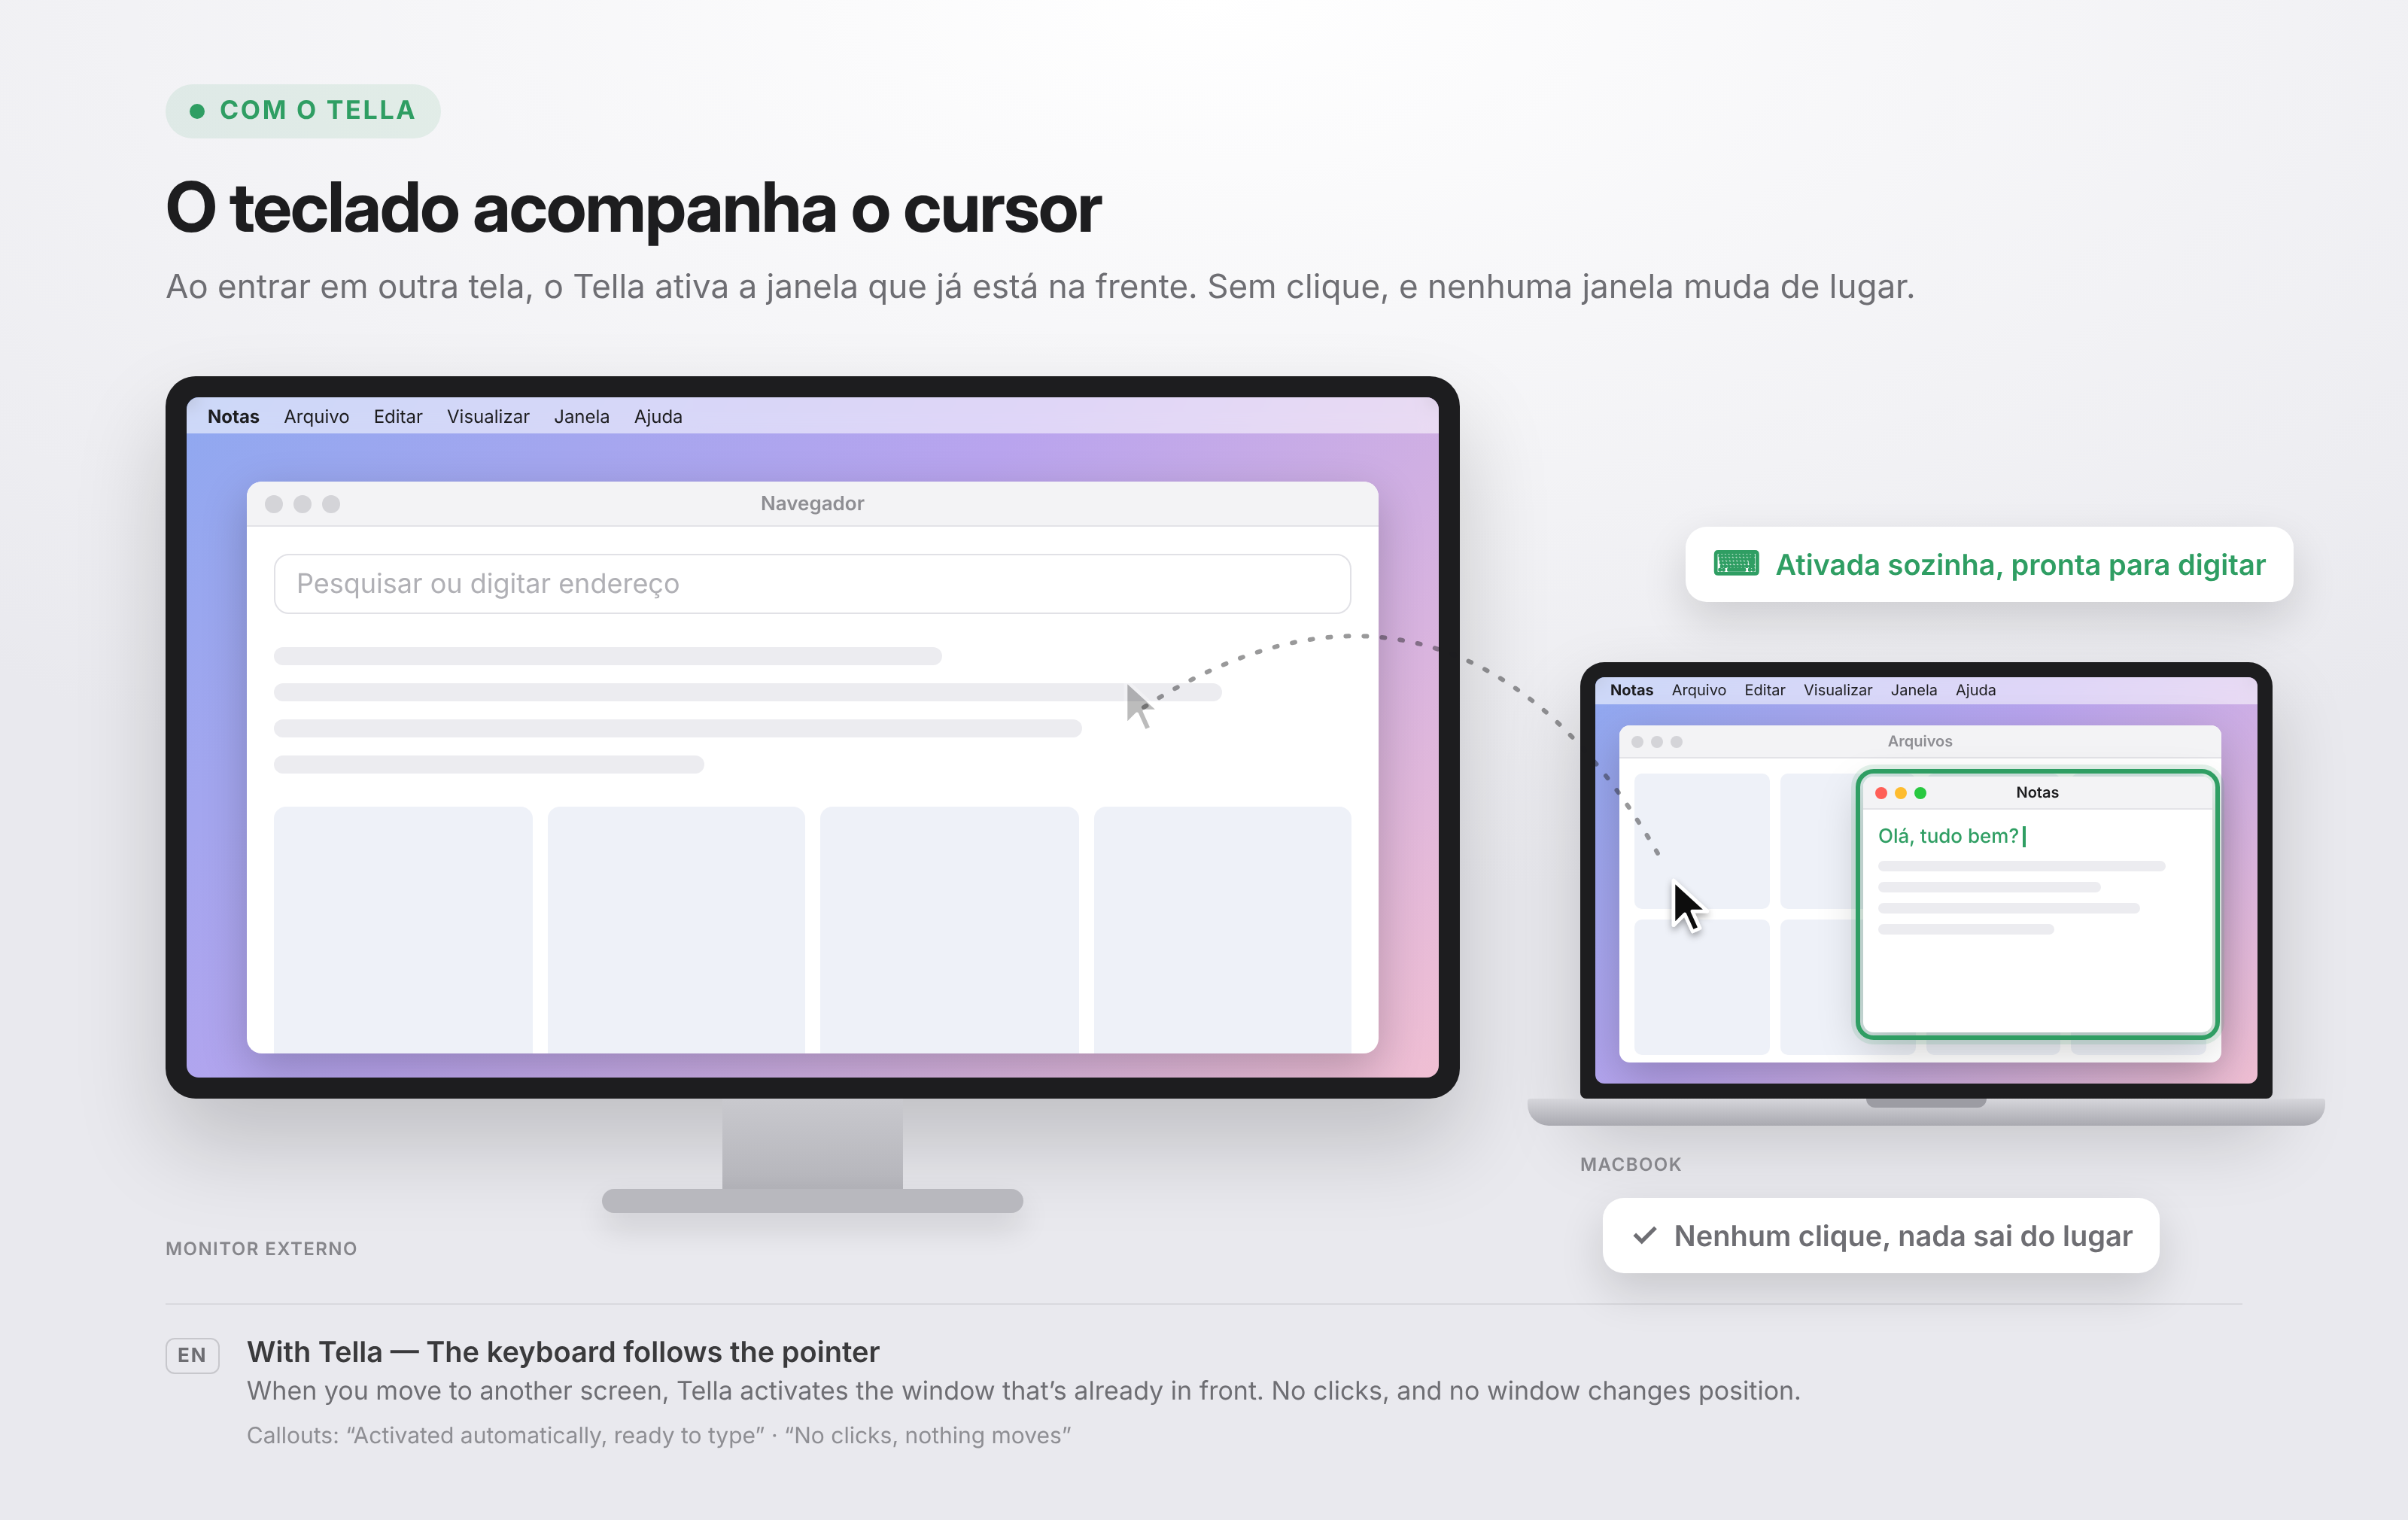 COM O TELLA
O teclado acompanha o cursor
Ao entrar em outra tela, o Tella ativa a janela que já está na frente. Sem clique, e nenhuma janela muda de lugar.
Notas Arquivo Editar Visualizar Janela Ajuda
Navegador
Pesquisar ou digitar endereço
Ativada sozinha, pronta para digitar
Notas Arquivo Editar Visualizar Janela Ajuda
Arquivos
Notas
Olá, tudo bem?
MACBOOK
Nenhum clique, nada sai do lugar
MONITOR EXTERNO
EN
With Tella — The keyboard follows the pointer
When you move to another screen, Tella activates the window that’s already in front. No clicks, and no window changes position.
Callouts: “Activated automatically, ready to type” · “No clicks, nothing moves”